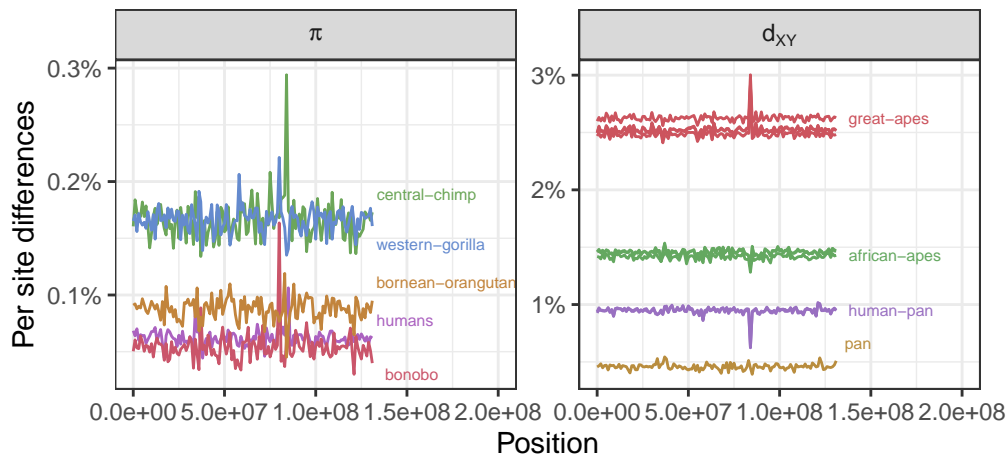 π
d_XY
Per site differences
0.3%
0.2%
0.1%
central−chimp
western−gorilla
bornean−orangutan
humans
bonobo
0.0e+00 5.0e+07 1.0e+08 1.5e+08 2.0e+08
3%
2%
1%
great−apes
african−apes
human−pan
pan
0.0e+00 5.0e+07 1.0e+08 1.5e+08 2.0e+08
Position